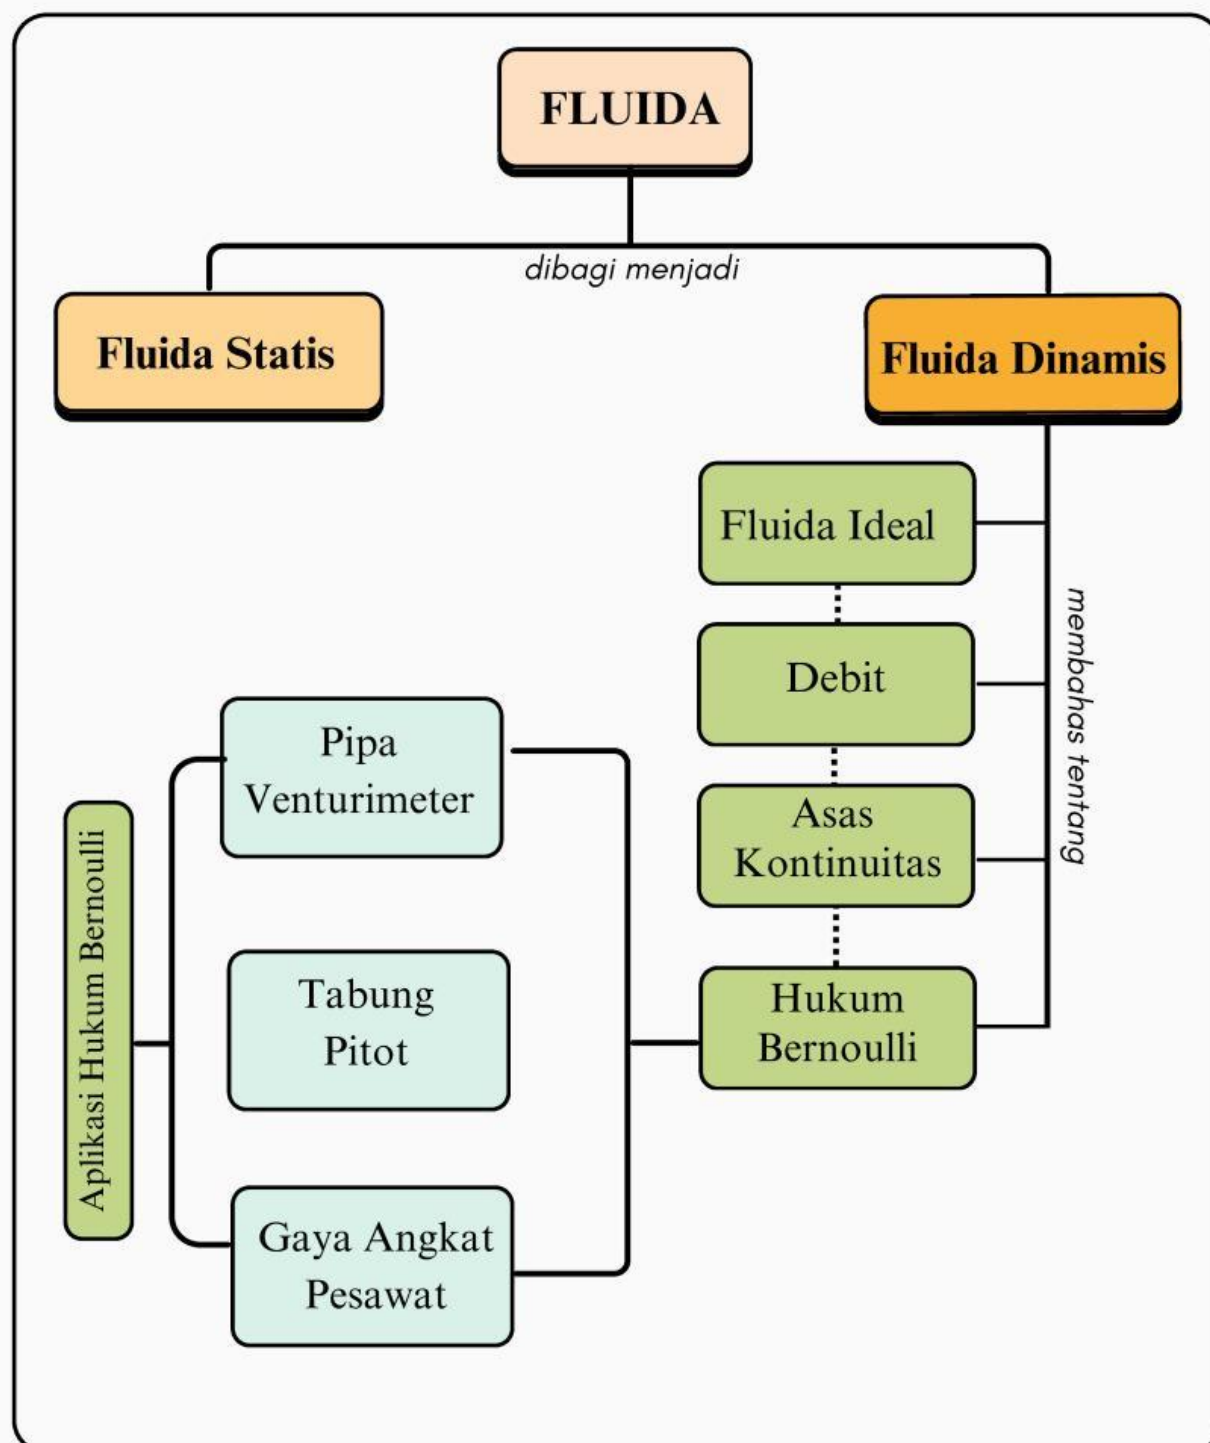 FLUIDA
dibagi menjadi
Fluida Statis
Fluida Dinamis
membahas tentang
Fluida Ideal
Debit
Asas
Kontinuitas
Hukum
Bernoulli
Pipa
Venturimeter
Tabung
Pitot
Gaya Angkat
Pesawat
Aplikasi Hukum Bernoulli